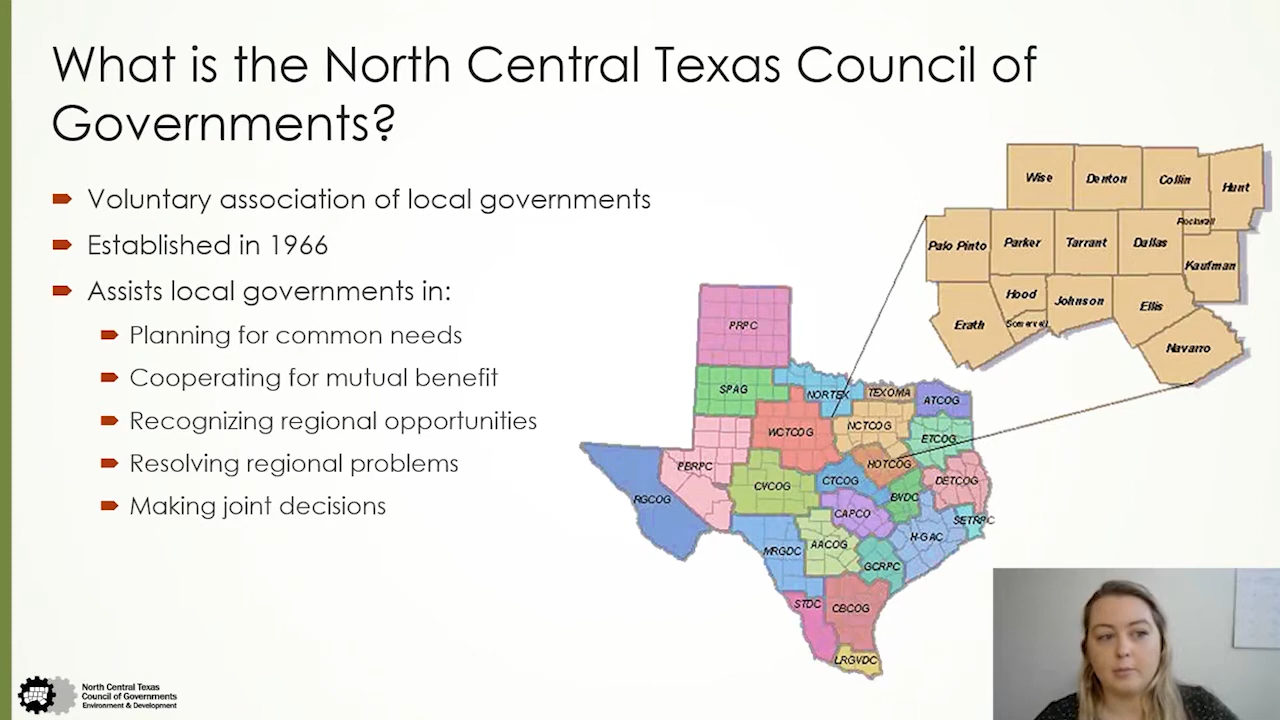 What is the North Central Texas Council of
Governments?
Voluntary association of local governments
Established in 1966
Assists local governments in:
Planning for common needs
Cooperating for mutual benefit
Recognizing regional opportunities
Resolving regional problems
Making joint decisions
Wise
Denton
Collin
Hunt
Rockwall
Palo Pinto
Parker
Tarrant
Dallas
Kaufman
Hood
Johnson
Ellis
Erath
Somervell
Navarro
PRPC
SPAG
NORTEX
TEXOMA
ATCOG
WCTCOG
NCTCOG
ETCOG
PBRPC
HOTCOG
RGCOG
CVCOG
CTCOG
BVDC
DETCOG
CAPCO
SETRPC
MRGDC
AACOG
H-GAC
GCRPC
STDC
CBCOG
LRGVDC
North Central Texas
Council of Governments
Environment & Development